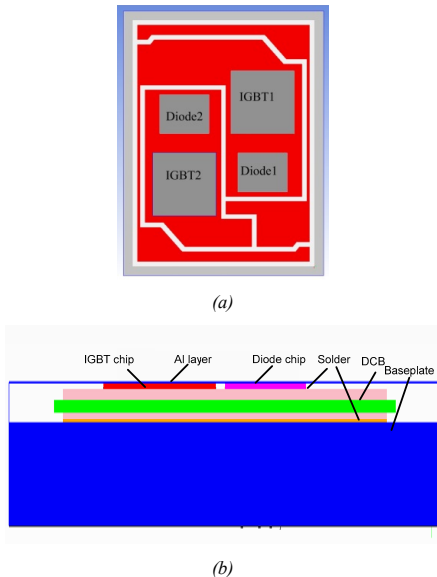 IGBT1
Diode2
IGBT2
Diode1
(a)
IGBT chip
Al layer
Diode chip
Solder
DCB
Baseplate
(b)